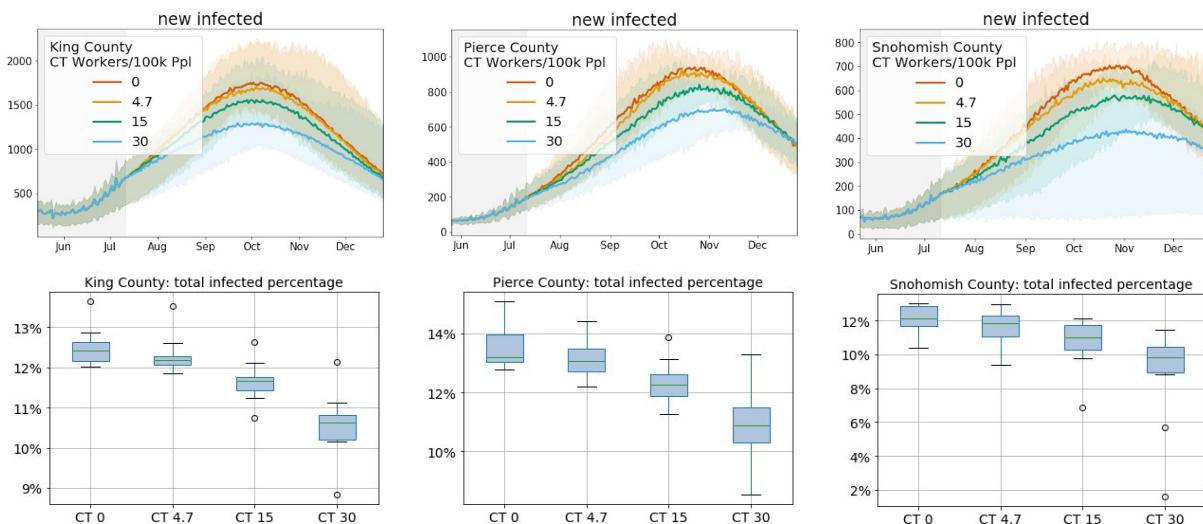 new infected
King County
CT Workers/100k Ppl
0
4.7
15
30
2000
1500
1000
500
Jun Jul Aug Sep Oct Nov Dec
new infected
Pierce County
CT Workers/100k Ppl
0
4.7
15
30
1000
800
600
400
200
0
Jun Jul Aug Sep Oct Nov Dec
new infected
Snohomish County
CT Workers/100k Ppl
0
4.7
15
30
800
700
600
500
400
300
200
100
0
Jun Jul Aug Sep Oct Nov Dec
King County: total infected percentage
13%
12%
11%
10%
9%
CT 0 CT 4.7 CT 15 CT 30
Pierce County: total infected percentage
14%
12%
10%
CT 0 CT 4.7 CT 15 CT 30
Snohomish County: total infected percentage
12%
10%
8%
6%
4%
2%
CT 0 CT 4.7 CT 15 CT 30